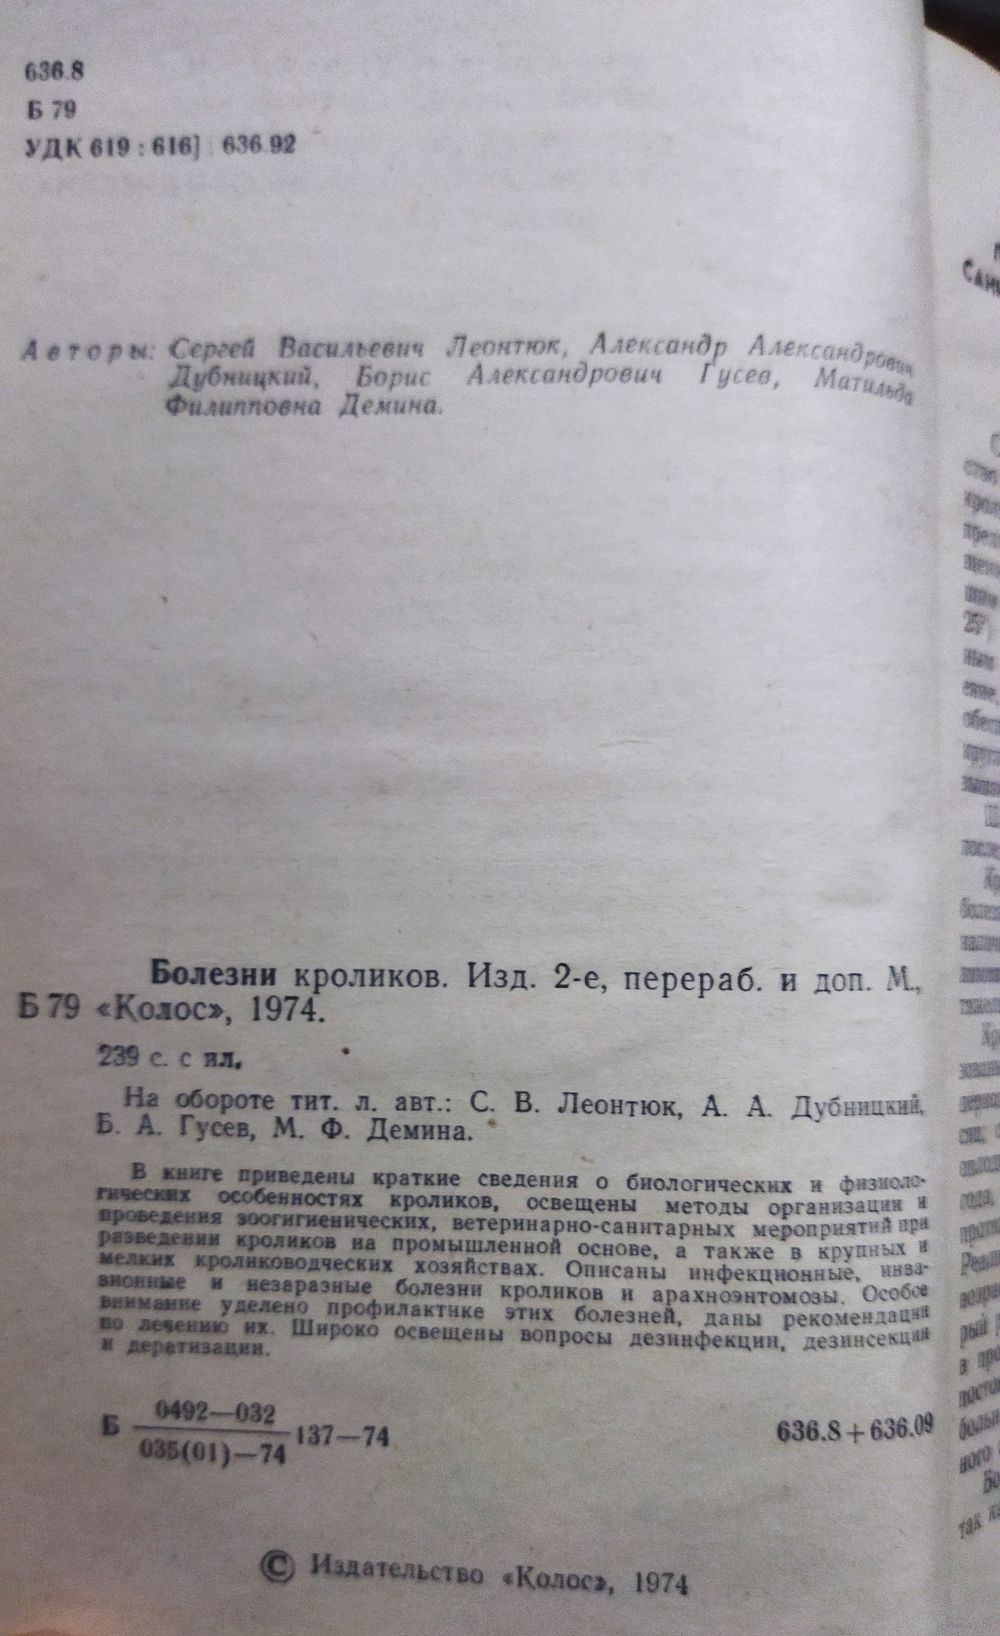 636.8
Б 79
УДК 619 : 616] : 636.92
Авторы: Сергей Васильевич Леонтюк, Александр Александрович
Дубницкий, Борис Александрович Гусев, Матильда
Филипповна Демина.
Болезни кроликов. Изд. 2-е, перераб. и доп. М.,
Б 79 «Колос», 1974.
239 с. с ил.
На обороте тит. л. авт.: С. В. Леонтюк, А. А. Дубницкий,
Б. А. Гусев, М. Ф. Демина.
В книге приведены краткие сведения о биологических и физиоло-
гических особенностях кроликов, освещены методы организации и
проведения зоогигиенических, ветеринарно-санитарных мероприятий при
разведении кроликов на промышленной основе, а также в крупных и
мелких кролиководческих хозяйствах. Описаны инфекционные, инва-
зионные и незаразные болезни кроликов и арахноэнтомозы. Особое
внимание уделено профилактике этих болезней, даны рекомендации
по лечению их. Широко освещены вопросы дезинфекции, дезинсекции
и дератизации.
Б 0492—032
035(01)—74 137—74 636.8+636.09
© Издательство «Колос», 1974